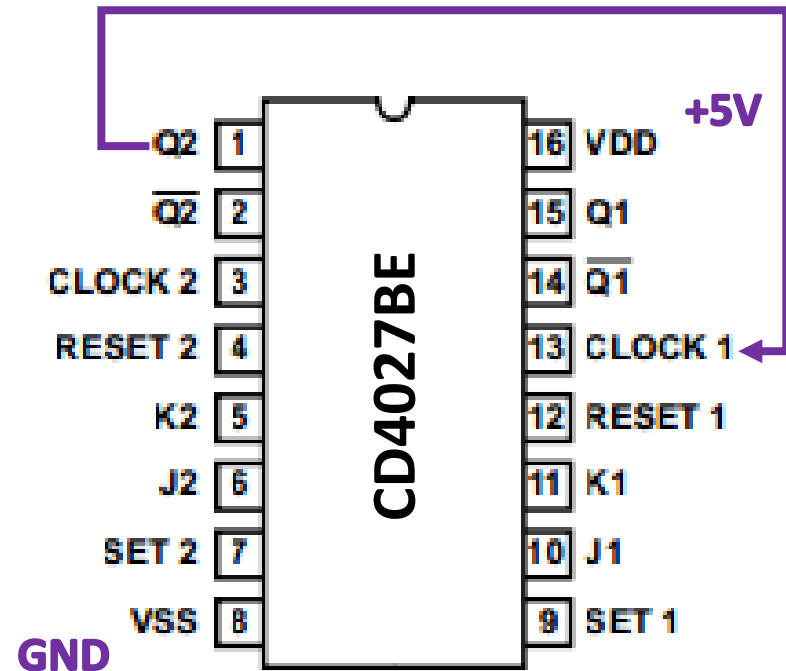 +5V
Q2 1
Q̅2̅ 2
CLOCK 2 3
RESET 2 4
K2 5
J2 6
SET 2 7
VSS 8
GND
CD4027BE
16 VDD
15 Q1
14 Q̅1̅
13 CLOCK 1
12 RESET 1
11 K1
10 J1
9 SET 1